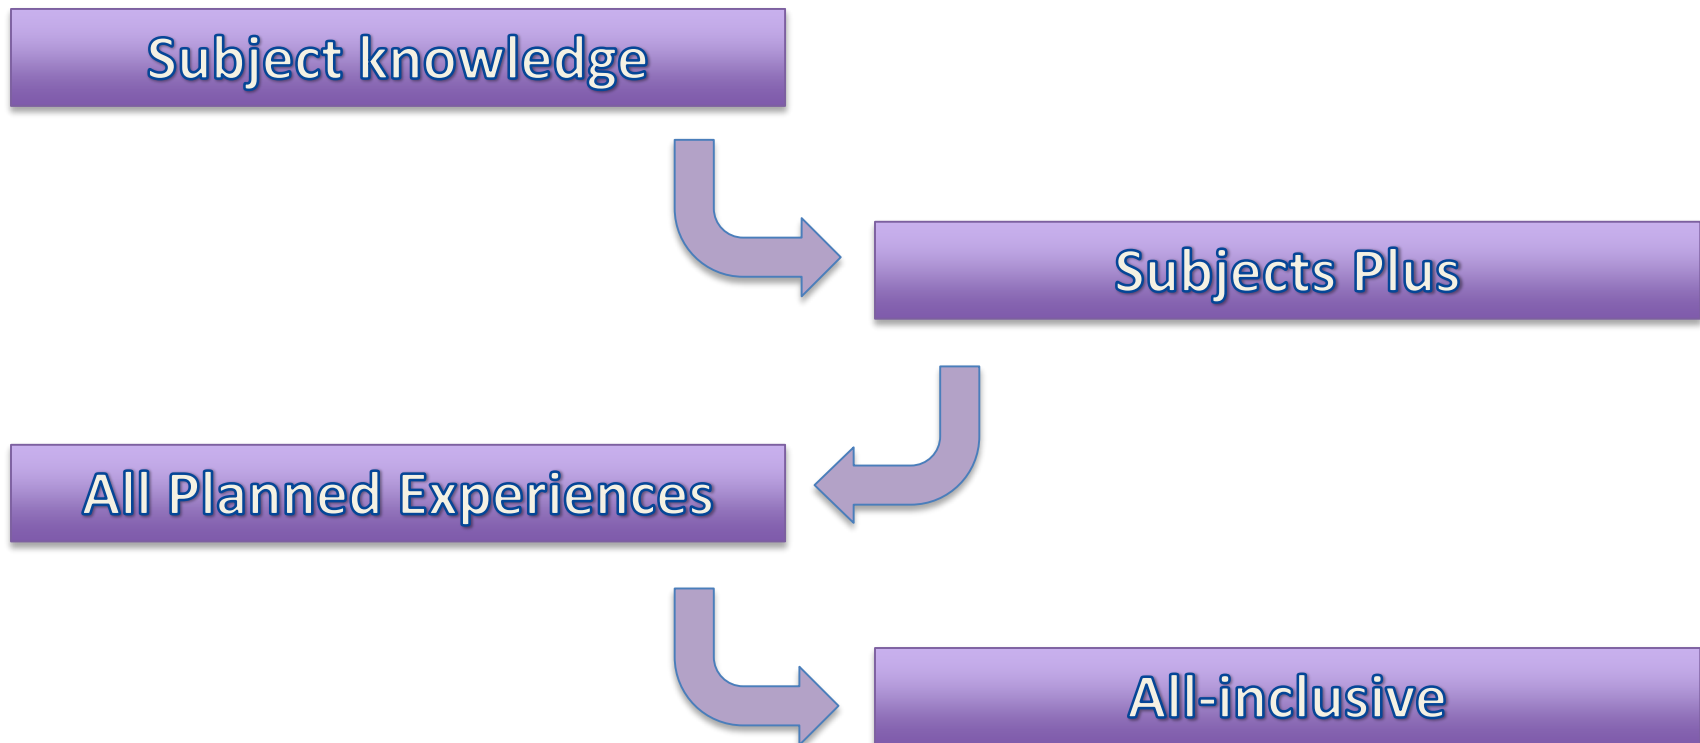 Subject knowledge
Subjects Plus
All Planned Experiences
All-inclusive